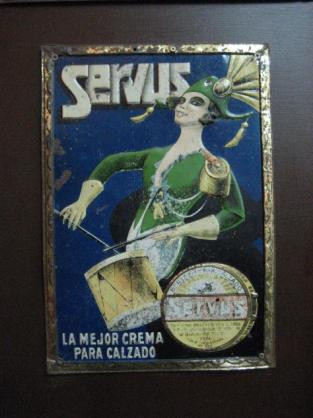 Servus
SERVUS
LA MEJOR CREMA
PARA CALZADO